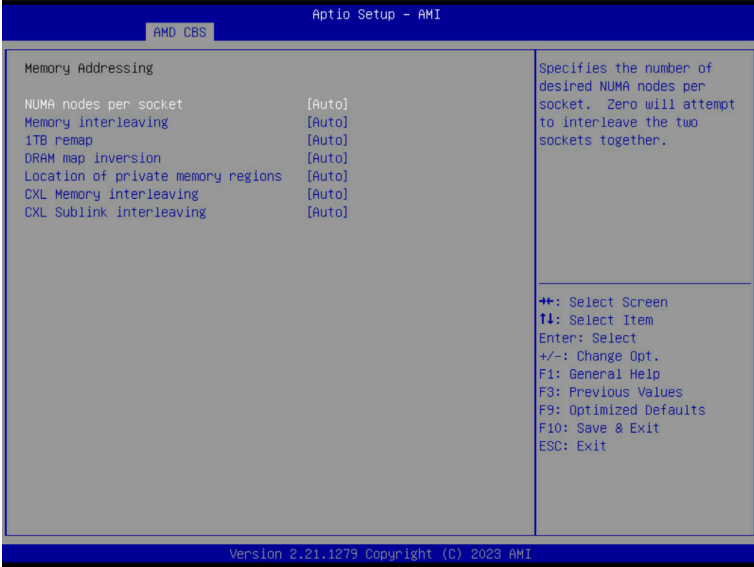 Aptio Setup – AMI
AMD CBS
Memory Addressing
NUMA nodes per socket [Auto]
Memory interleaving [Auto]
1TB remap [Auto]
DRAM map inversion [Auto]
Location of private memory regions [Auto]
CXL Memory interleaving [Auto]
CXL Sublink interleaving [Auto]
Specifies the number of
desired NUMA nodes per
socket. Zero will attempt
to interleave the two
sockets together.
→←: Select Screen
↑↓: Select Item
Enter: Select
+/-: Change Opt.
F1: General Help
F3: Previous Values
F9: Optimized Defaults
F10: Save & Exit
ESC: Exit
Version 2.21.1279 Copyright (C) 2023 AMI